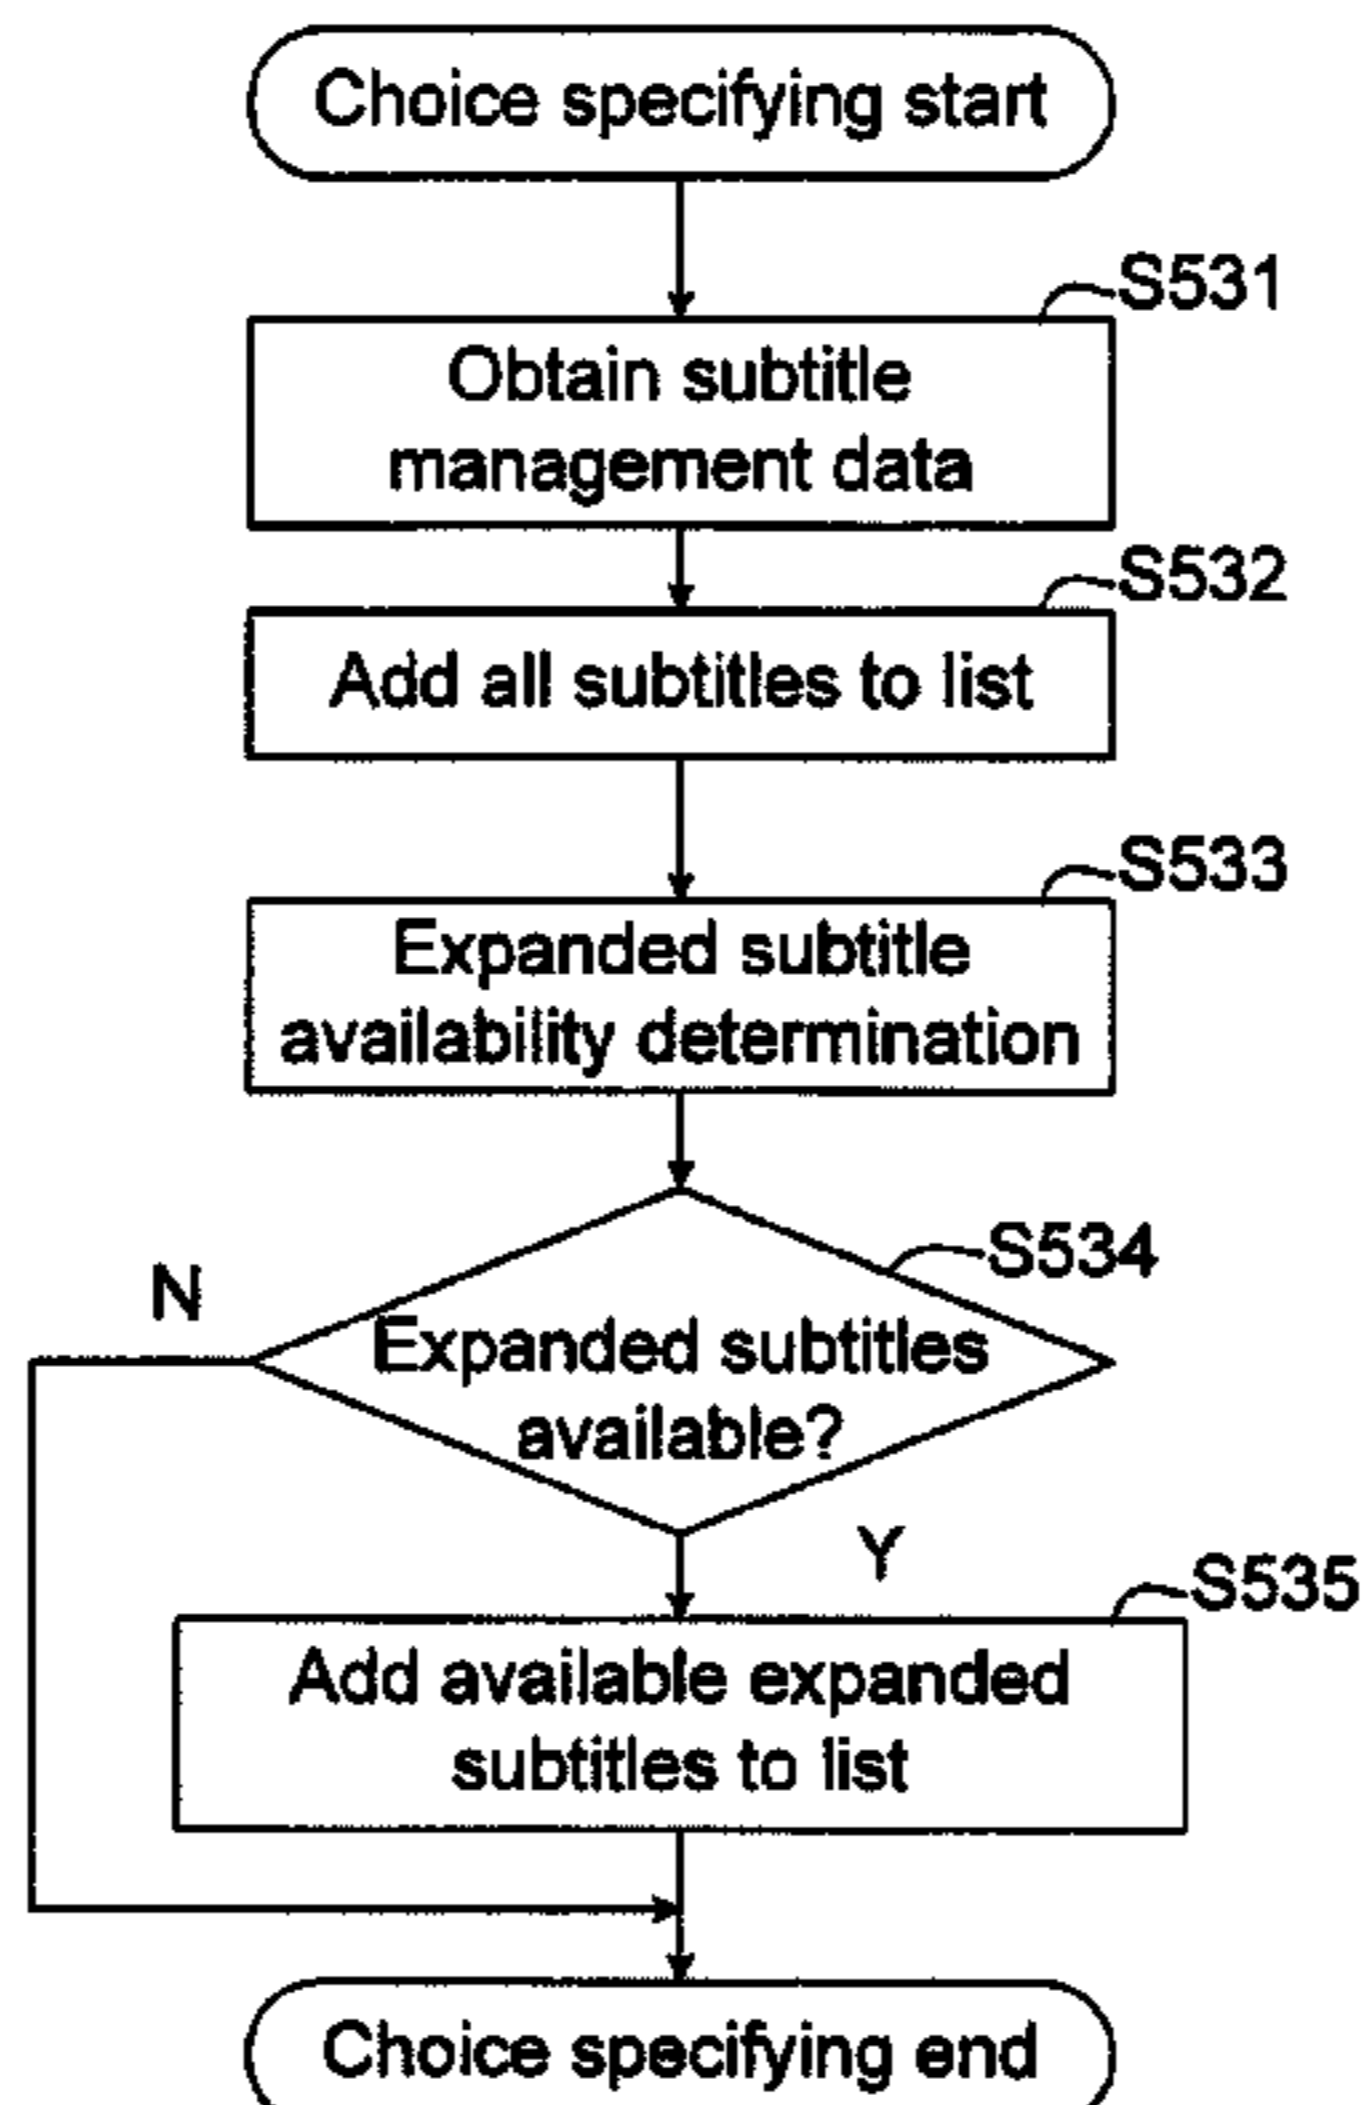 Choice specifying start
S531
Obtain subtitle
management data
S532
Add all subtitles to list
S533
Expanded subtitle
availability determination
S534
N
Expanded subtitles
available?
Y
S535
Add available expanded
subtitles to list
Choice specifying end